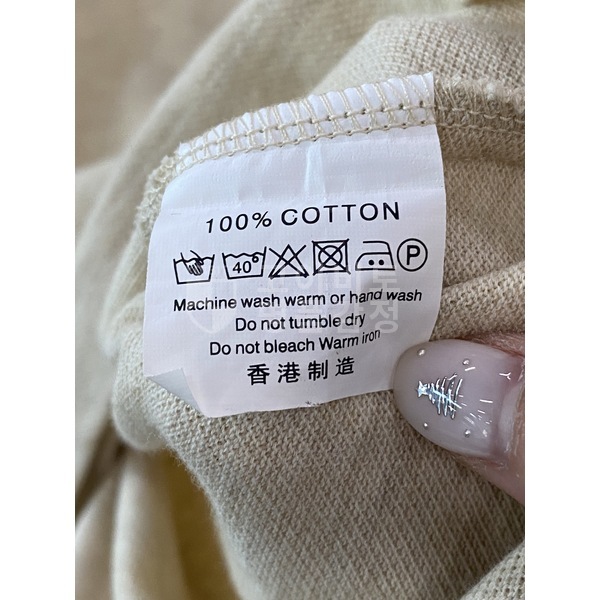 100% COTTON
40° P
Machine wash warm or hand wash
Do not tumble dry
Do not bleach Warm iron
香港制造